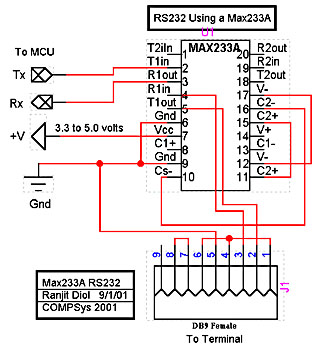 RS232 Using a Max233A
U1
MAX233A
To MCU
Tx
Rx
+V
3.3 to 5.0 volts
Gnd
T2iIn
T1in
R1out
R1in
T1out
Gnd
Vcc
C1+
Gnd
Cs-
1
2
3
4
5
6
7
8
9
10
R2out
R2in
T2out
V-
C2-
C2+
V+
C1-
V-
C2+
20
19
18
17
16
15
14
13
12
11
9
8
7
6
5
4
3
2
1
J1
DB9 Female
To Terminal
Max233A RS232
Ranjit Diol 9/1/01
COMPSys 2001